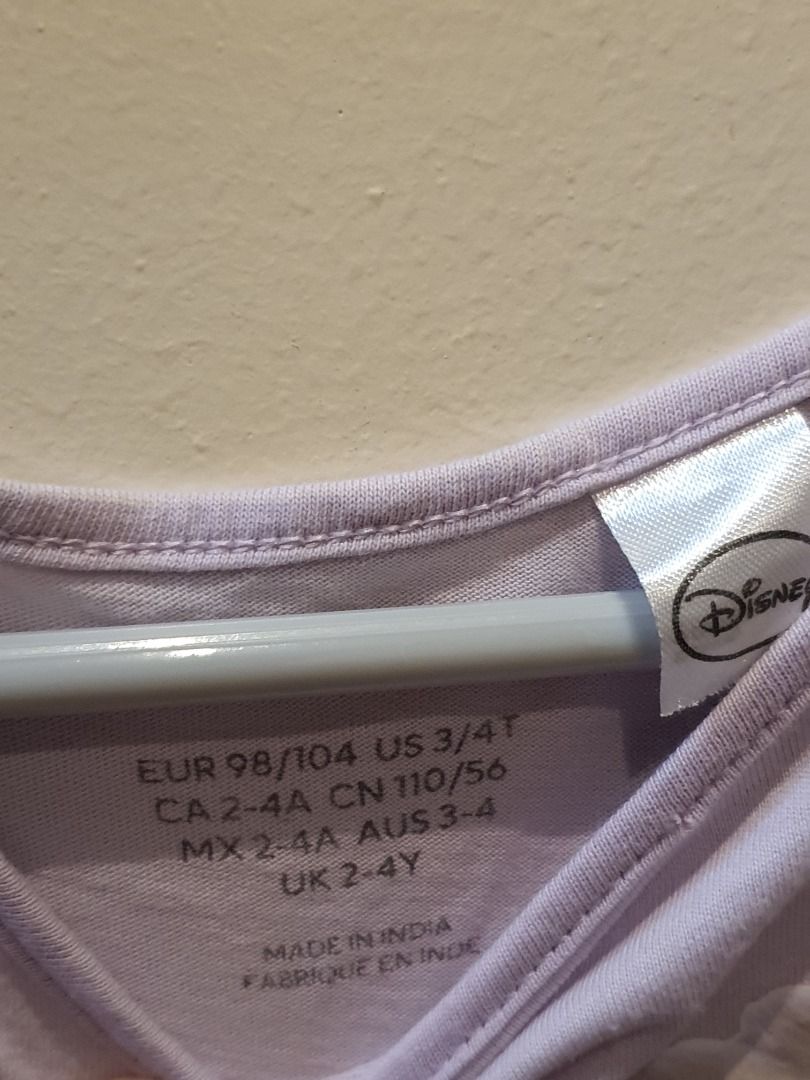 Disney
EUR 98/104 US 3/4T
CA 2-4A CN 110/56
MX 2-4A AUS 3-4
UK 2-4Y
MADE IN INDIA
FABRIQUÉ EN INDE